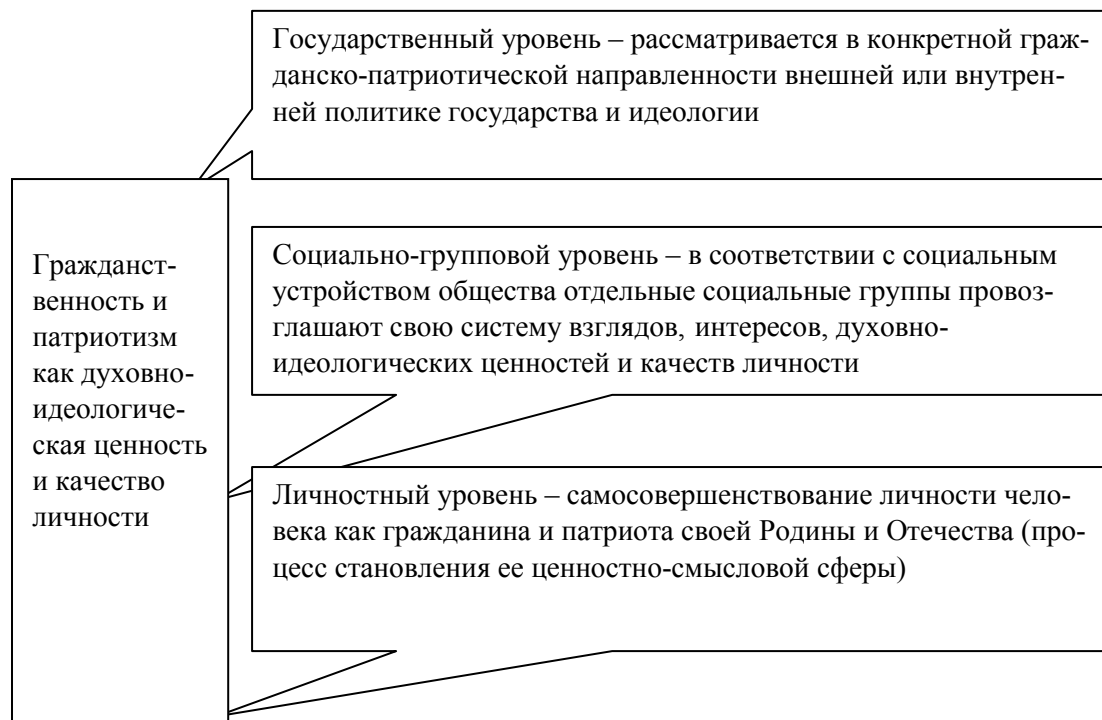 Государственный уровень – рассматривается в конкретной граж-
данско-патриотической направленности внешней или внутрен-
ней политике государства и идеологии
Гражданст-
венность и
патриотизм
как духовно-
идеологиче-
ская ценность
и качество
личности
Социально-групповой уровень – в соответствии с социальным
устройством общества отдельные социальные группы провоз-
глашают свою систему взглядов, интересов, духовно-
идеологических ценностей и качеств личности
Личностный уровень – самосовершенствование личности чело-
века как гражданина и патриота своей Родины и Отечества (про-
цесс становления ее ценностно-смысловой сферы)